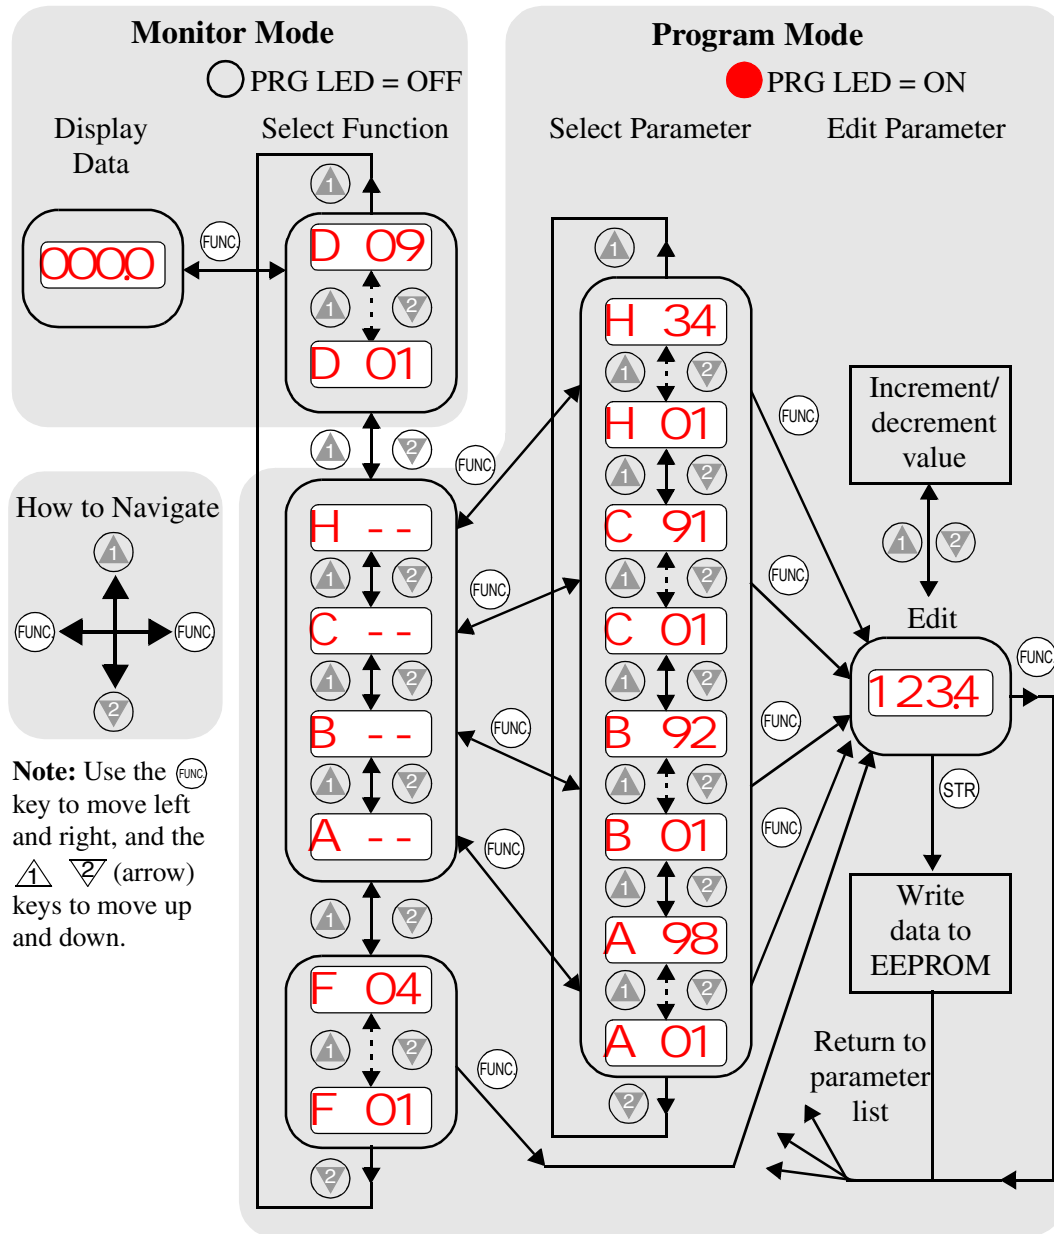 Monitor Mode
PRG LED = OFF
Display
Data
Select Function
1
000.0
FUNC.
D 09
1 2
D 01
1 2
H - -
1 2
C - -
1 2
B - -
1 2
A - -
1 2
F 04
1 2
F 01
2
How to Navigate
1
FUNC. FUNC.
2
Note: Use the FUNC.
key to move left
and right, and the
1 2 (arrow)
keys to move up
and down.
Program Mode
PRG LED = ON
Select Parameter
Edit Parameter
1
H 34
1 2
H 01
1 2
C 91
1 2
C 01
1 2
B 92
1 2
B 01
1 2
A 98
1 2
A 01
2
FUNC.
FUNC.
FUNC.
FUNC.
FUNC.
FUNC.
FUNC.
FUNC.
FUNC.
Increment/
decrement
value
1 2
Edit
123.4
FUNC.
STR
Write
data to
EEPROM
Return to
parameter
list